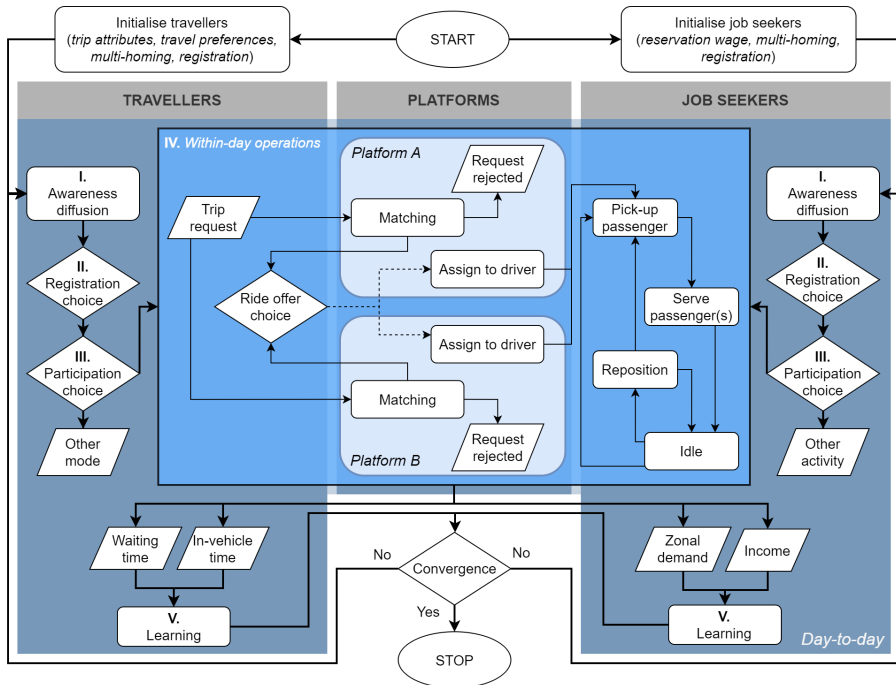 Initialise travellers
(trip attributes, travel preferences,
multi-homing, registration)
START
Initialise job seekers
(reservation wage, multi-homing,
registration)
TRAVELLERS
PLATFORMS
JOB SEEKERS
IV. Within-day operations
Platform A
Request
rejected
I.
Awareness
diffusion
Trip
request
Matching
Pick-up
passenger
I.
Awareness
diffusion
II.
Registration
choice
Ride offer
choice
Assign to driver
Serve
passenger(s)
II.
Registration
choice
III.
Participation
choice
Assign to driver
Reposition
III.
Participation
choice
Matching
Other
mode
Request
rejected
Platform B
Idle
Other
activity
Waiting
time
In-vehicle
time
No
Convergence
No
Zonal
demand
Income
V.
Learning
Yes
V.
Learning
STOP
Day-to-day